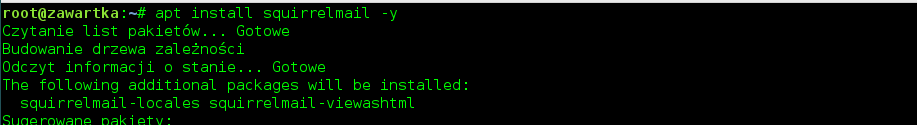 root@zawartka:~# apt install squirrelmail -y
Czytanie list pakietów... Gotowe
Budowanie drzewa zależności
Odczyt informacji o stanie... Gotowe
The following additional packages will be installed:
  squirrelmail-locales squirrelmail-viewashtml
Sugerowane pakiety: